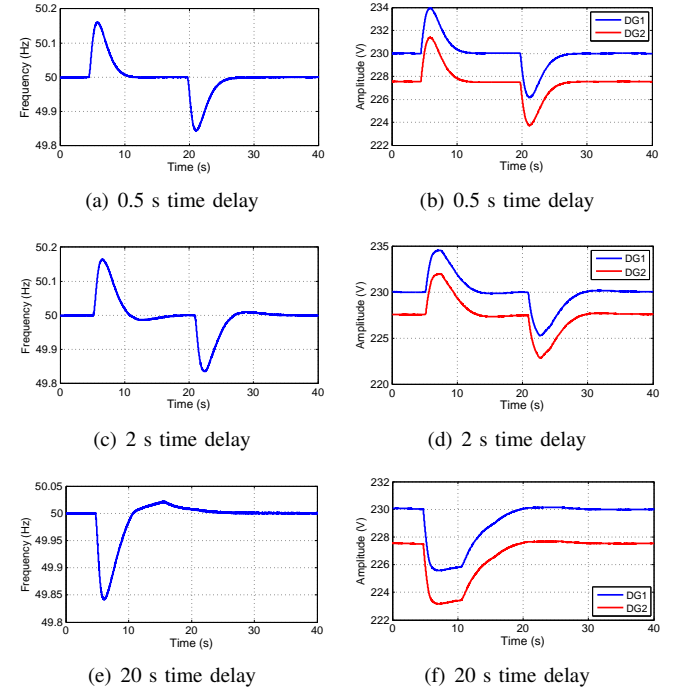 50.2
50.1
50
49.9
49.8
0 10 20 30 40
Frequency (Hz)
Time (s)
(a) 0.5 s time delay
234
232
230
228
226
224
222
0 10 20 30 40
Amplitude (V)
Time (s)
DG1
DG2
(b) 0.5 s time delay
50.2
50.1
50
49.9
49.8
0 10 20 30 40
Frequency (Hz)
Time (s)
(c) 2 s time delay
235
230
225
220
0 10 20 30 40
Amplitude (V)
Time (s)
DG1
DG2
(d) 2 s time delay
50.05
50
49.95
49.9
49.85
49.8
0 10 20 30 40
Frequency (Hz)
Time (s)
(e) 20 s time delay
232
230
228
226
224
222
0 10 20 30 40
Amplitude (V)
Time (s)
DG1
DG2
(f) 20 s time delay